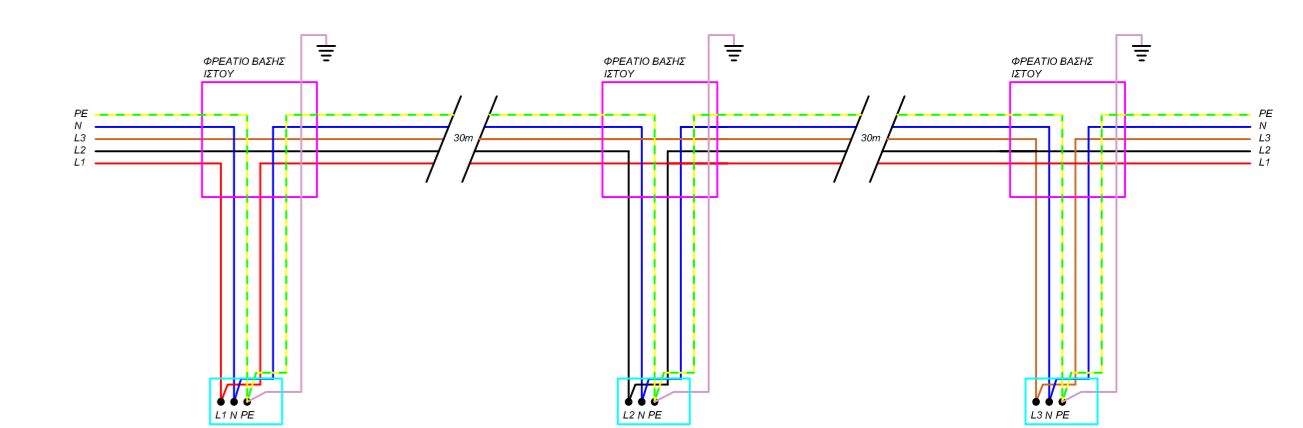 ΦΡΕΑΤΙΟ ΒΑΣΗΣ
ΙΣΤΟΥ
ΦΡΕΑΤΙΟ ΒΑΣΗΣ
ΙΣΤΟΥ
ΦΡΕΑΤΙΟ ΒΑΣΗΣ
ΙΣΤΟΥ
PE
N
L3
L2
L1
30m
30m
PE
N
L3
L2
L1
L1 N PE
L2 N PE
L3 N PE